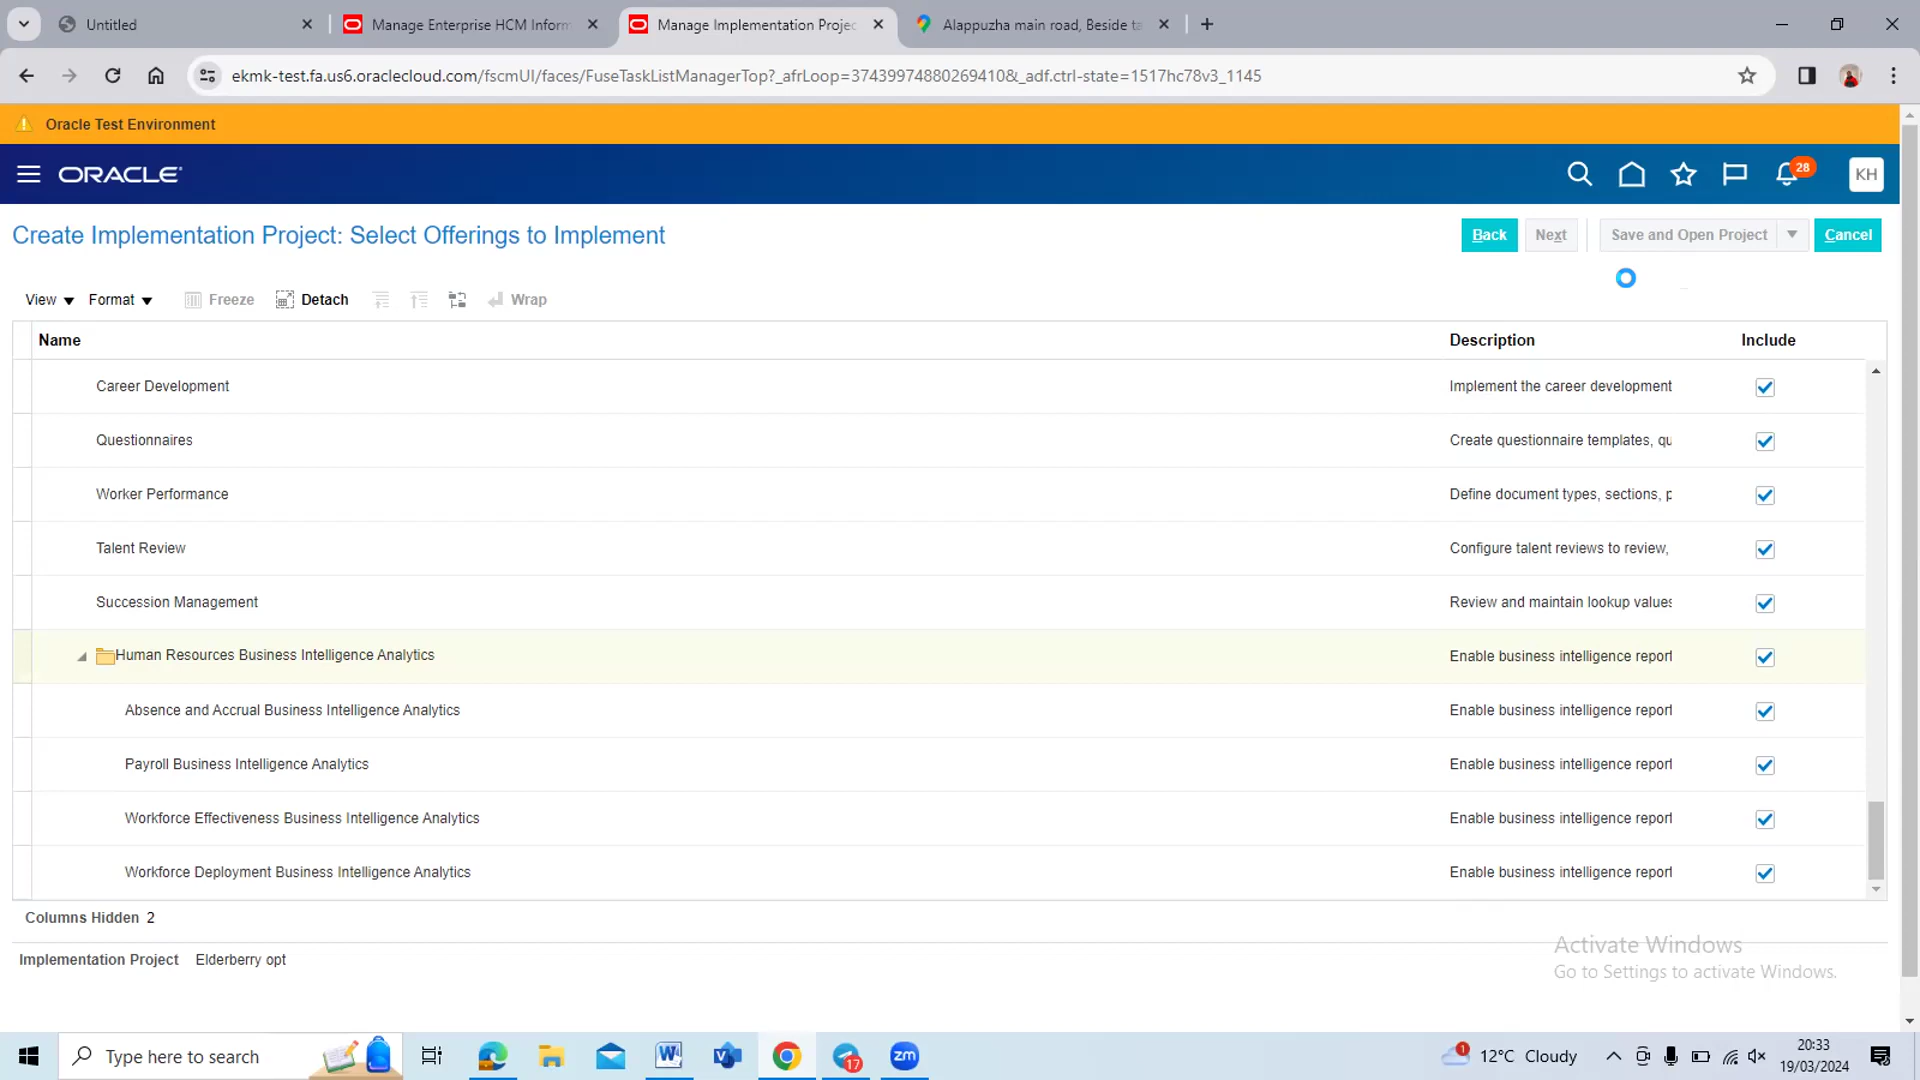 Untitled
Manage Enterprise HCM Inform
Manage Implementation Projec
Alappuzha main road, Beside ta
ekmk-test.fa.us6.oraclecloud.com/fscmUI/faces/FuseTaskListManagerTop?_afrLoop=37439974880269410&_adf.ctrl-state=1517hc78v3_1145
Oracle Test Environment
ORACLE
28
KH
Create Implementation Project: Select Offerings to Implement
Back Next Save and Open Project Cancel
View Format Freeze Detach Wrap
Name Description Include
Career Development Implement the career development
Questionnaires Create questionnaire templates, qu
Worker Performance Define document types, sections, p
Talent Review Configure talent reviews to review,
Succession Management Review and maintain lookup values
Human Resources Business Intelligence Analytics Enable business intelligence report
Absence and Accrual Business Intelligence Analytics Enable business intelligence report
Payroll Business Intelligence Analytics Enable business intelligence report
Workforce Effectiveness Business Intelligence Analytics Enable business intelligence report
Workforce Deployment Business Intelligence Analytics Enable business intelligence report
Columns Hidden 2
Implementation Project Elderberry opt
Activate Windows
Go to Settings to activate Windows.
Type here to search
17
zm
1
12°C Cloudy
20:33
19/03/2024